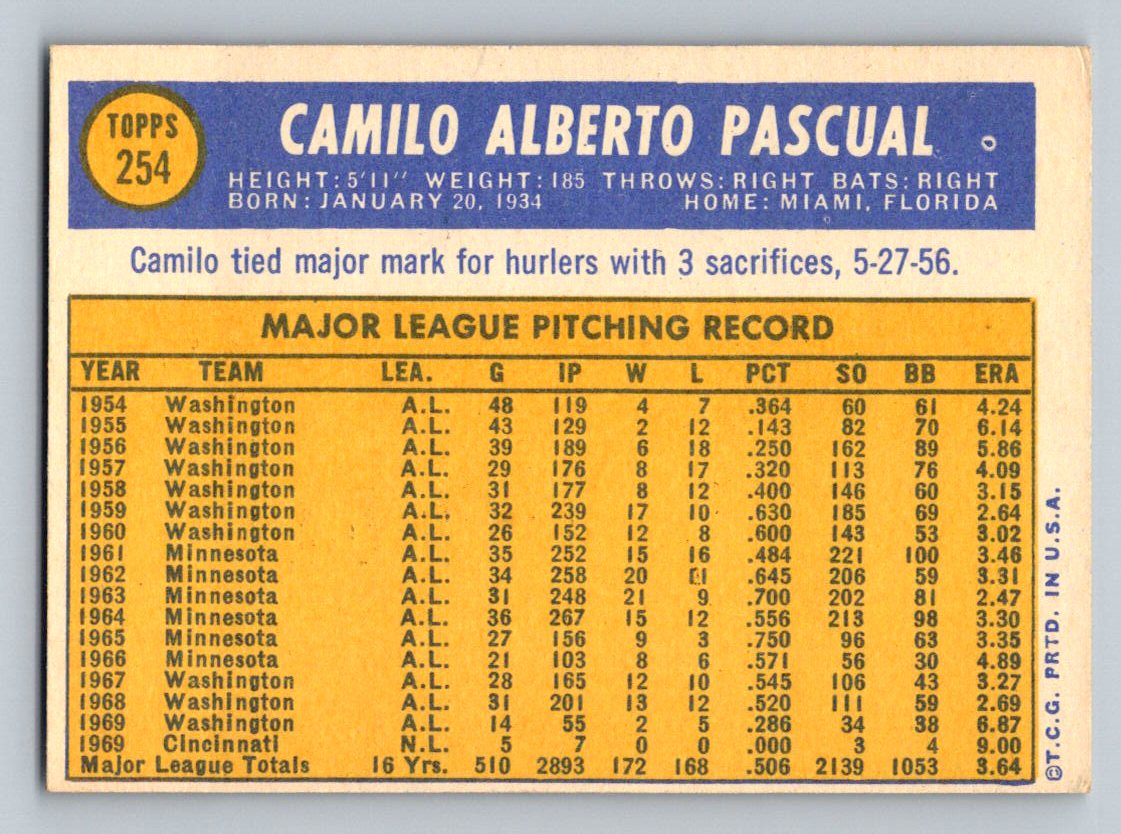 TOPPS
254
CAMILO ALBERTO PASCUAL
HEIGHT: 5'11" WEIGHT: 185 THROWS: RIGHT BATS: RIGHT
BORN: JANUARY 20, 1934 HOME: MIAMI, FLORIDA
Camilo tied major mark for hurlers with 3 sacrifices, 5-27-56.
MAJOR LEAGUE PITCHING RECORD
YEAR TEAM LEA. G IP W L PCT SO BB ERA
1954 Washington A.L. 48 119 4 7 .364 60 61 4.24
1955 Washington A.L. 43 129 2 12 .143 82 70 6.14
1956 Washington A.L. 39 189 6 18 .250 162 89 5.86
1957 Washington A.L. 29 176 8 17 .320 113 76 4.09
1958 Washington A.L. 31 177 8 12 .400 146 60 3.15
1959 Washington A.L. 32 239 17 10 .630 185 69 2.64
1960 Washington A.L. 26 152 12 8 .600 143 53 3.02
1961 Minnesota A.L. 35 252 15 16 .484 221 100 3.46
1962 Minnesota A.L. 34 258 20 11 .645 206 59 3.31
1963 Minnesota A.L. 31 248 21 9 .700 202 81 2.47
1964 Minnesota A.L. 36 267 15 12 .556 213 98 3.30
1965 Minnesota A.L. 27 156 9 3 .750 96 63 3.35
1966 Minnesota A.L. 21 103 8 6 .571 56 30 4.89
1967 Washington A.L. 28 165 12 10 .545 106 43 3.27
1968 Washington A.L. 31 201 13 12 .520 111 59 2.69
1969 Washington A.L. 14 55 2 5 .286 34 38 6.87
1969 Cincinnati N.L. 5 7 0 0 .000 3 4 9.00
Major League Totals 16 Yrs. 510 2893 172 168 .506 2139 1053 3.64
©T.C.G. PRTD. IN U.S.A.